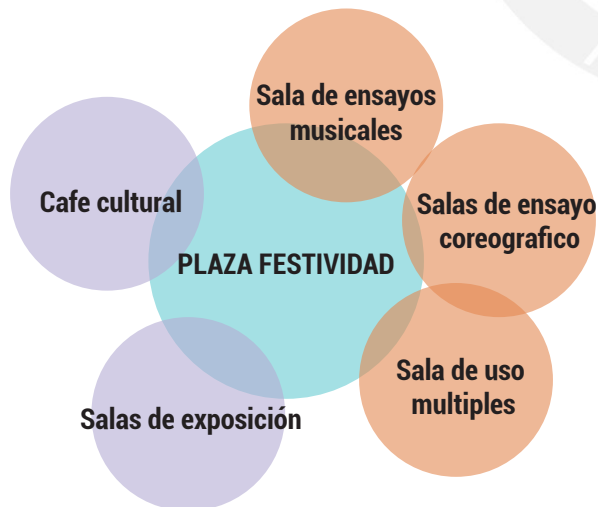 Sala de ensayos
musicales
Cafe cultural
Salas de ensayo
coreografico
PLAZA FESTIVIDAD
Sala de uso
multiples
Salas de exposición